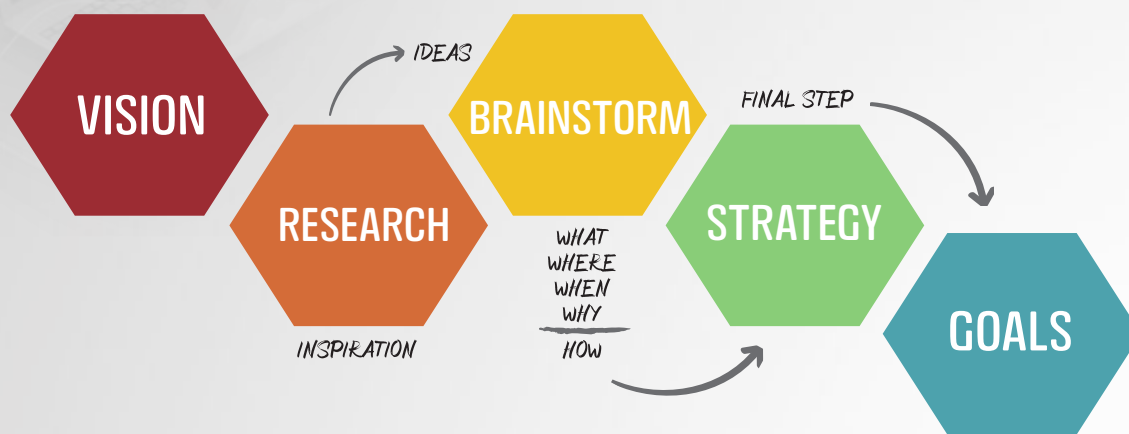 VISION
RESEARCH
INSPIRATION
IDEAS
BRAINSTORM
WHAT
WHERE
WHEN
WHY
HOW
STRATEGY
FINAL STEP
GOALS